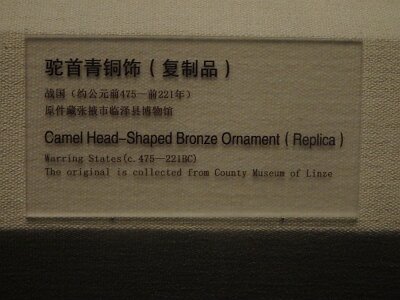 驼首青铜饰（复制品）
战国（约公元前475—前221年）
原件藏张掖市临泽县博物馆
Camel Head-Shaped Bronze Ornament ( Replica )
Warring States(c.475—221BC)
The original is collected from County Museum of Linze